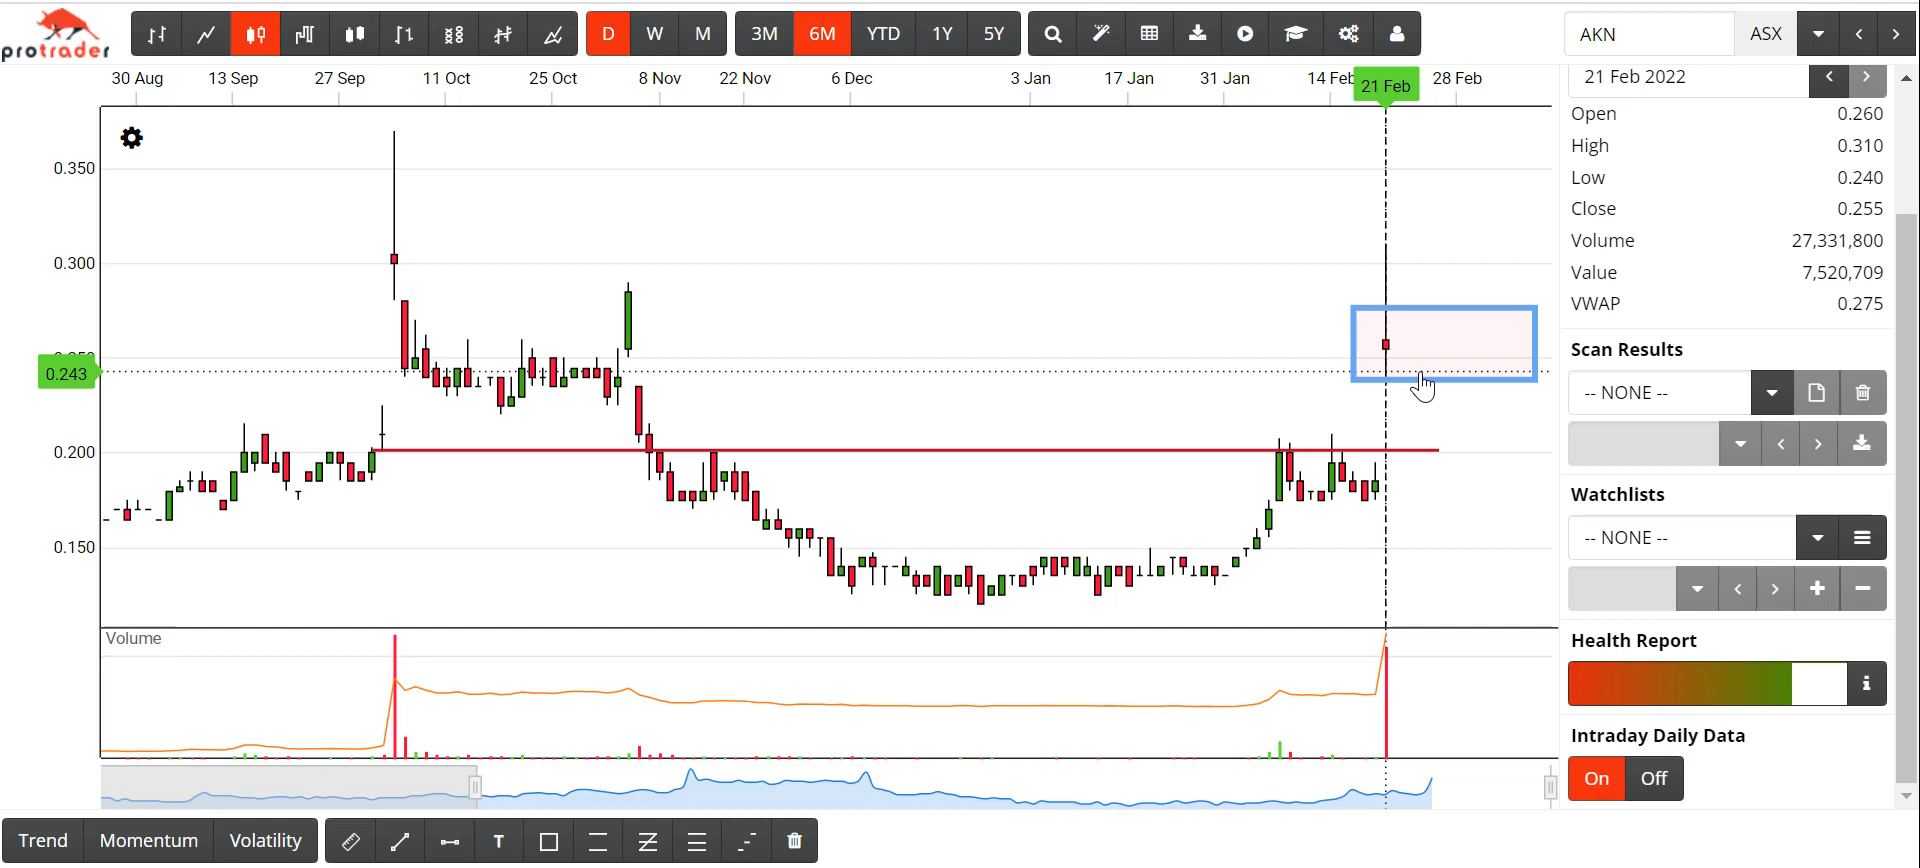 protrader
D W M
3M 6M YTD 1Y 5Y
AKN ASX
30 Aug 13 Sep 27 Sep 11 Oct 25 Oct 8 Nov 22 Nov 6 Dec 3 Jan 17 Jan 31 Jan 14 Feb 21 Feb 28 Feb
0.350
0.300
0.250
0.243
0.200
0.150
Volume
21 Feb 2022
Open 0.260
High 0.310
Low 0.240
Close 0.255
Volume 27,331,800
Value 7,520,709
VWAP 0.275
Scan Results
-- NONE --
Watchlists
-- NONE --
Health Report
Intraday Daily Data
On Off
Trend Momentum Volatility T